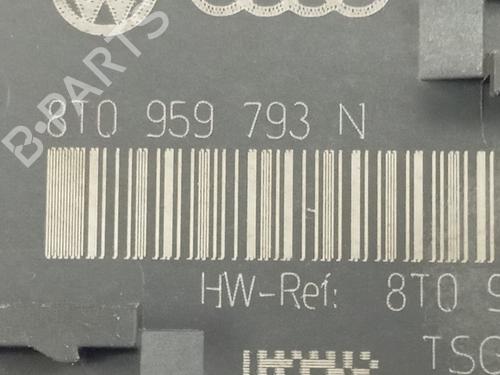 B-PARTS
8T0 959 793 N
HW-Ref: 8T0 9
TSG